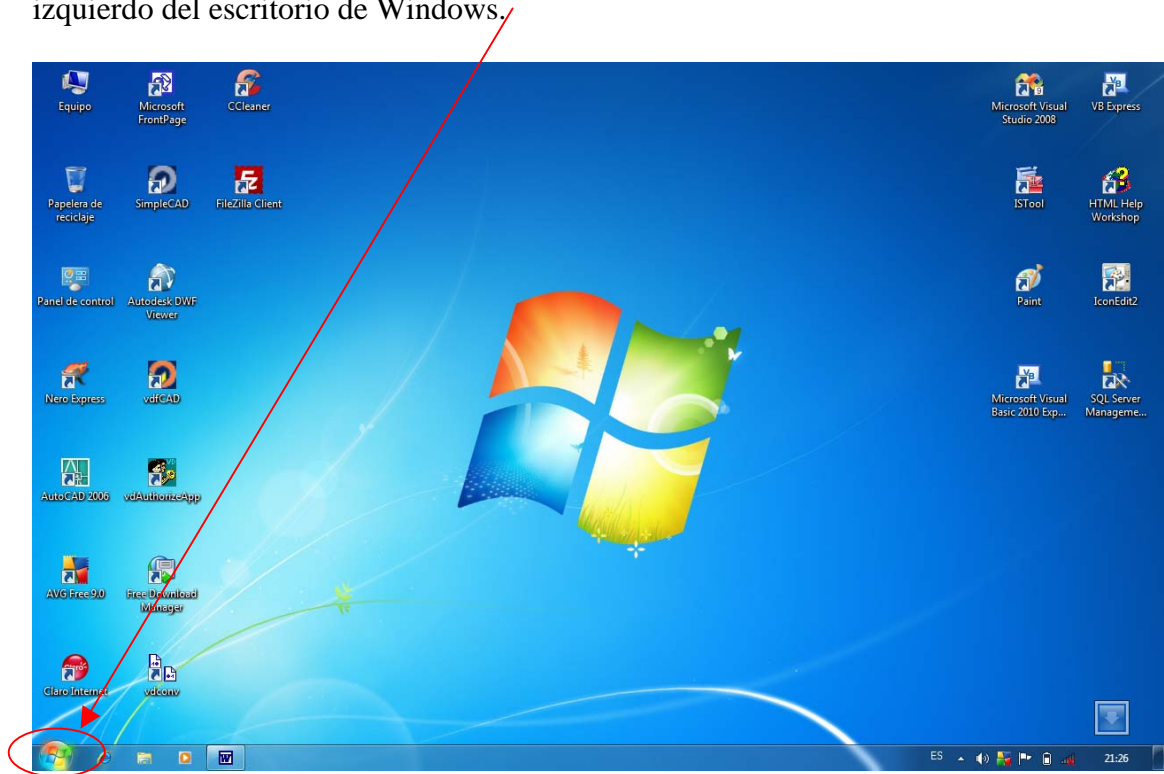 izquierdo del escritorio de Windows.
Equipo
Microsoft
FrontPage
CCleaner
Microsoft Visual
Studio 2008
VB Express
Papelera de
reciclaje
SimpleCAD
FileZilla Client
ISTool
HTML Help
Workshop
Panel de control
Autodesk DWF
Viewer
Paint
IconEdit2
Nero Express
vdfCAD
Microsoft Visual
Basic 2010 Exp...
SQL Server
Manageme...
AutoCAD 2006
vdAuthorizeApp
AVG Free 9.0
Free Download
Manager
Claro Internet
vdconv
ES
21:26